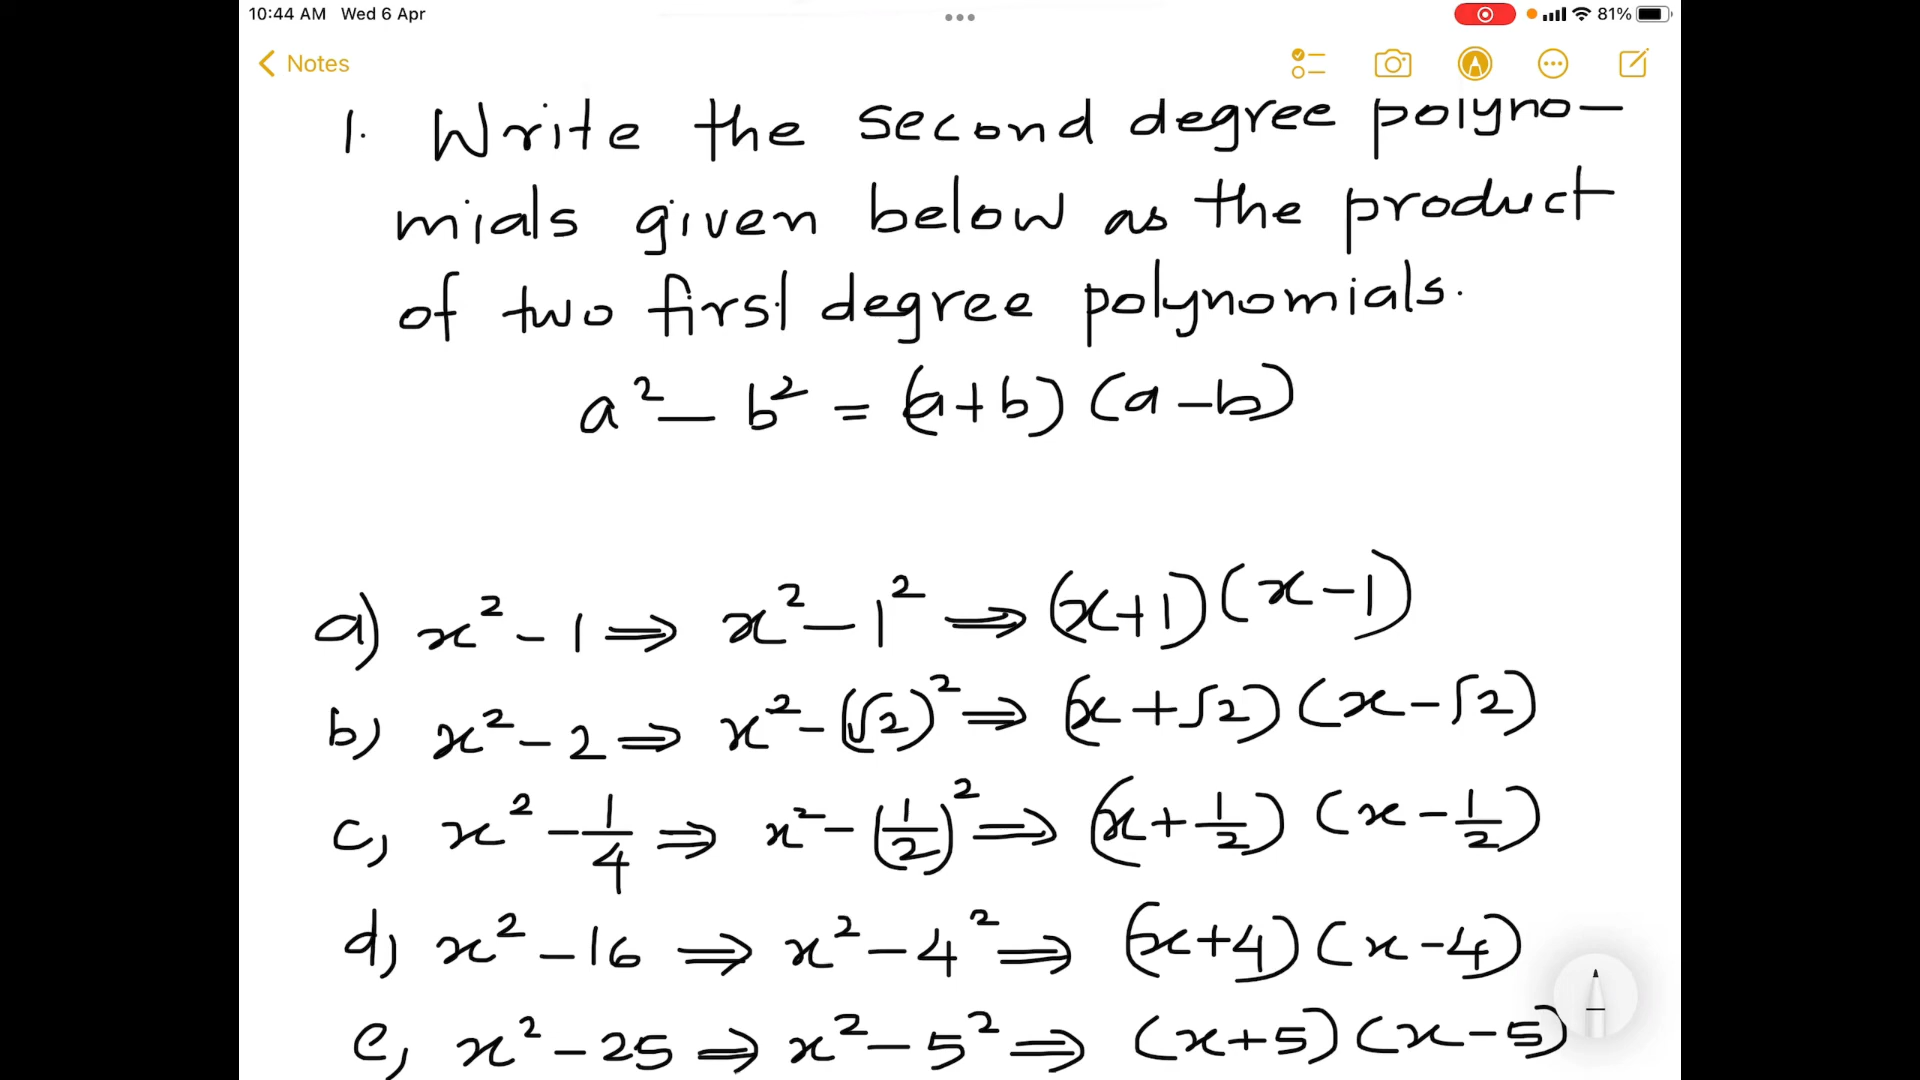 10:44 AM Wed 6 Apr
81%
Notes
1. Write the second degree polyno-
mials given below as the product
of two first degree polynomials.
a² - b² = (a+b) (a-b)
a) x² - 1 ⇒ x² - 1² ⇒ (x+1) (x-1)
b) x² - 2 ⇒ x² - (√2)² ⇒ (x+√2) (x-√2)
c) x² - 1/4 ⇒ x² - (1/2)² ⇒ (x+1/2) (x-1/2)
d) x² - 16 ⇒ x² - 4² ⇒ (x+4) (x-4)
e) x² - 25 ⇒ x² - 5² ⇒ (x+5) (x-5)